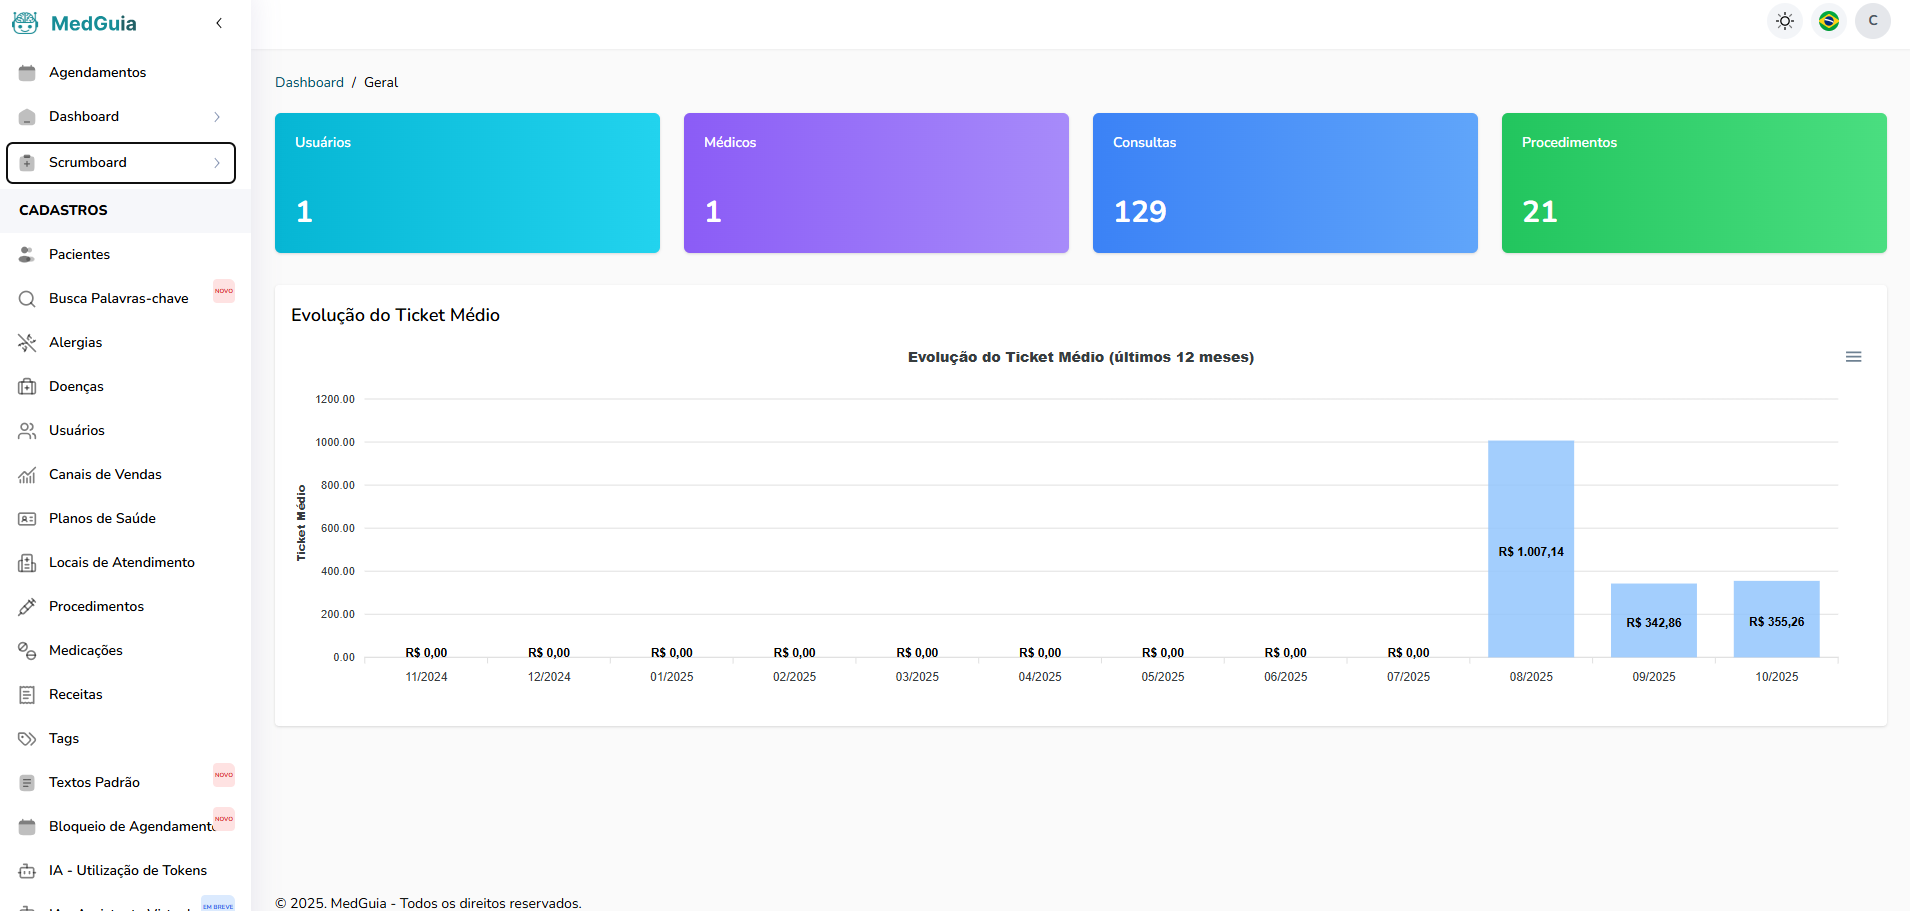 MedGuia
C
Agendamentos
Dashboard
Scrumboard
CADASTROS
Pacientes
Busca Palavras-chave
NOVO
Alergias
Doenças
Usuários
Canais de Vendas
Planos de Saúde
Locais de Atendimento
Procedimentos
Medicações
Receitas
Tags
Textos Padrão
NOVO
Bloqueio de Agendamento
NOVO
IA - Utilização de Tokens
EM BREVE
Dashboard / Geral
Usuários
1
Médicos
1
Consultas
129
Procedimentos
21
Evolução do Ticket Médio
Evolução do Ticket Médio (últimos 12 meses)
Ticket Médio
1200.00
1000.00
800.00
600.00
400.00
200.00
0.00
R$ 0,00
R$ 0,00
R$ 0,00
R$ 0,00
R$ 0,00
R$ 0,00
R$ 0,00
R$ 0,00
R$ 0,00
R$ 1.007,14
R$ 342,86
R$ 355,26
11/2024
12/2024
01/2025
02/2025
03/2025
04/2025
05/2025
06/2025
07/2025
08/2025
09/2025
10/2025
© 2025. MedGuia - Todos os direitos reservados.